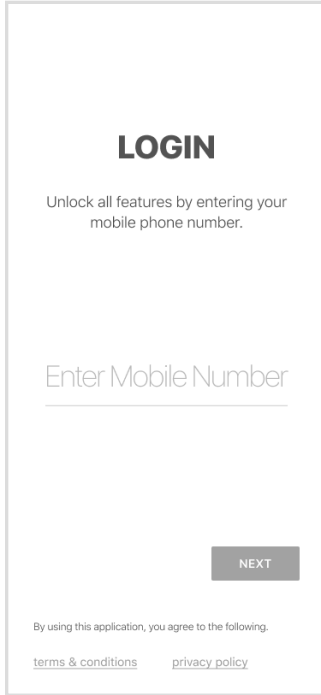 LOGIN
Unlock all features by entering your
mobile phone number.
Enter Mobile Number
NEXT
By using this application, you agree to the following.
terms & conditions privacy policy